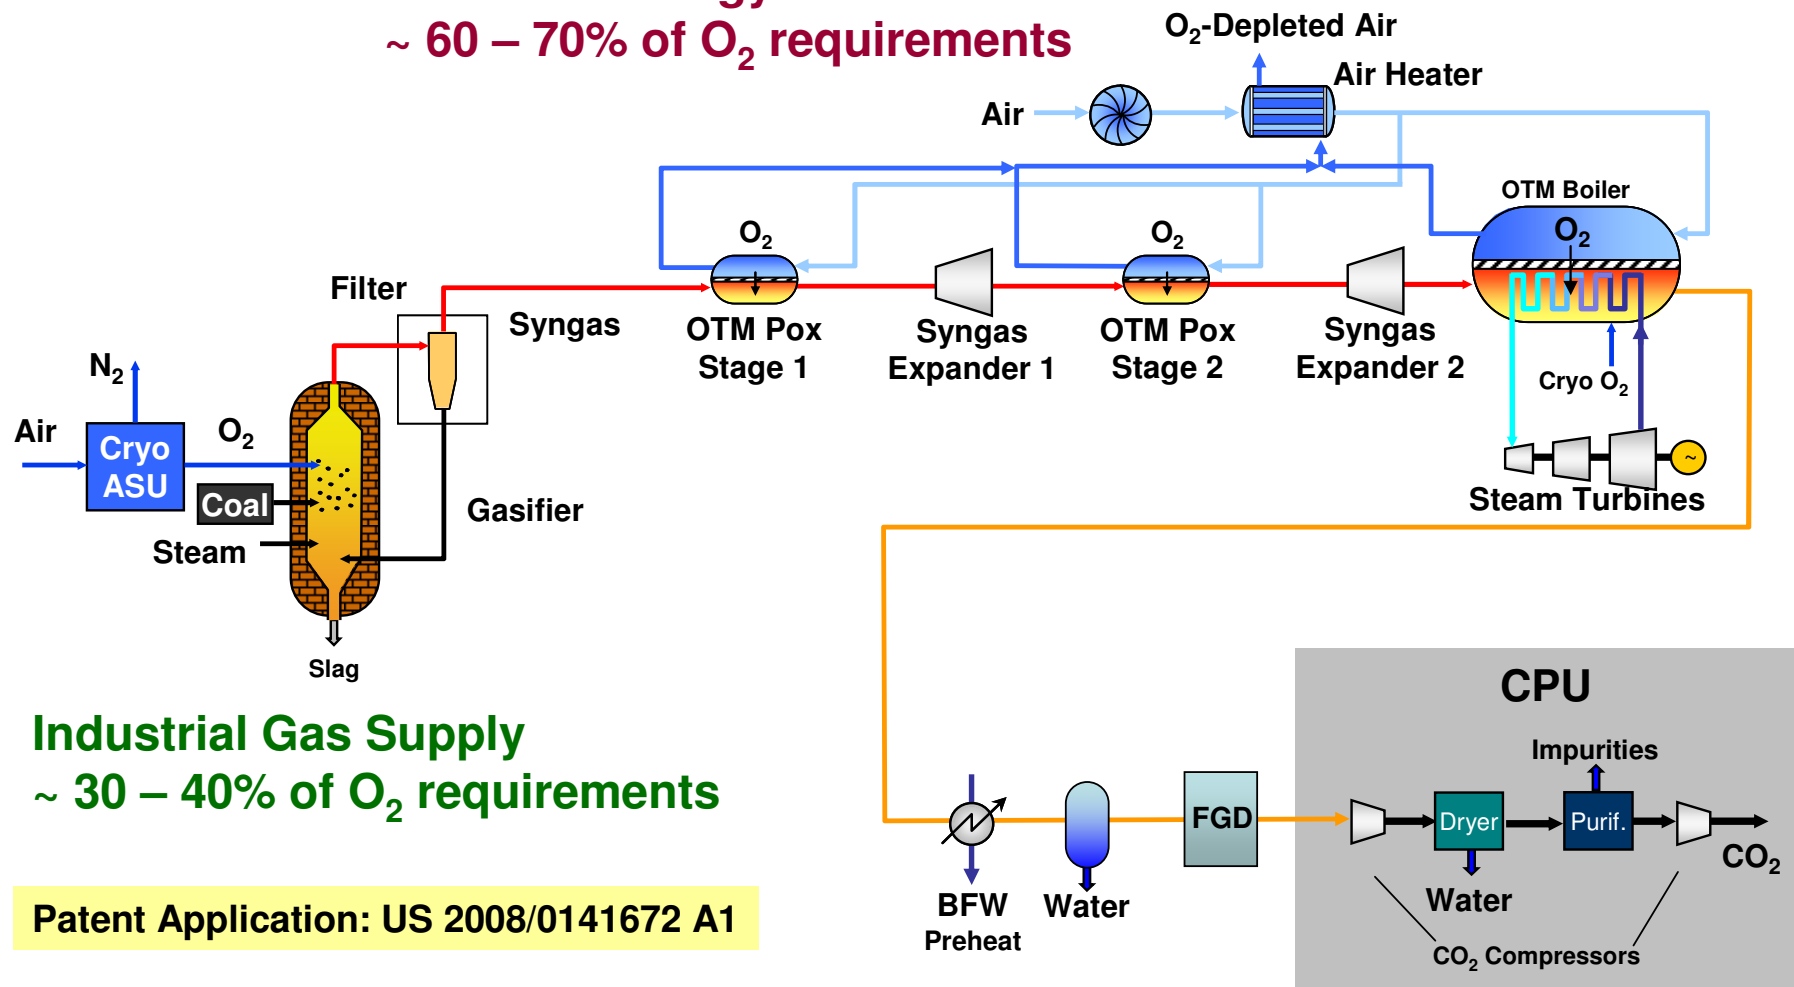 ~ 60 – 70% of O2 requirements
O2-Depleted Air
Air Heater
Air
OTM Boiler
O2
O2
O2
Filter
Syngas
OTM Pox
Stage 1
Syngas
Expander 1
OTM Pox
Stage 2
Syngas
Expander 2
Cryo O2
N2
Air
Cryo
ASU
O2
Coal
Steam
Gasifier
~
Steam Turbines
Slag
Industrial Gas Supply
~ 30 – 40% of O2 requirements
Patent Application: US 2008/0141672 A1
BFW
Preheat
Water
FGD
CPU
Impurities
Dryer
Purif.
CO2
Water
CO2 Compressors